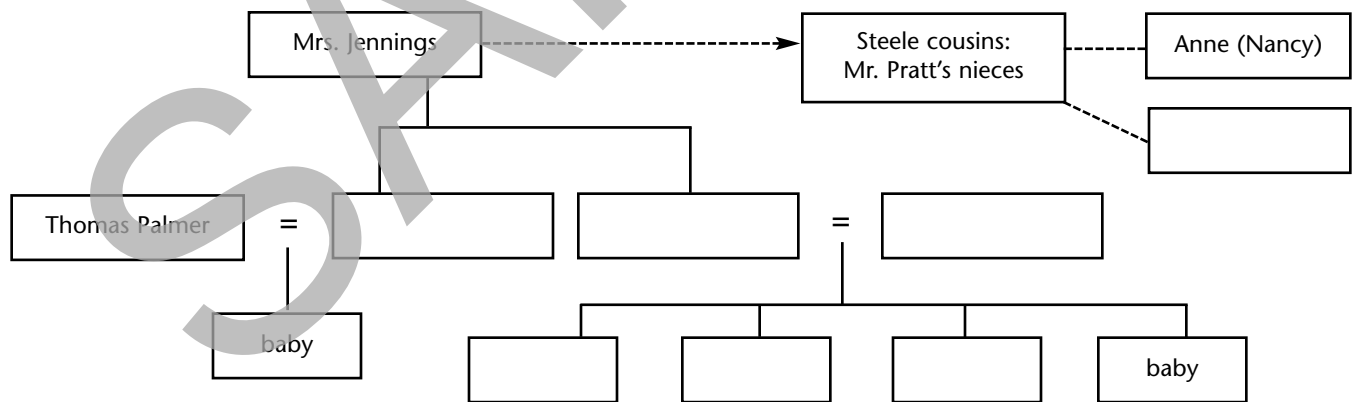 Mrs. Jennings
Steele cousins:
Mr. Pratt's nieces
Anne (Nancy)
Thomas Palmer
=
=
baby
baby